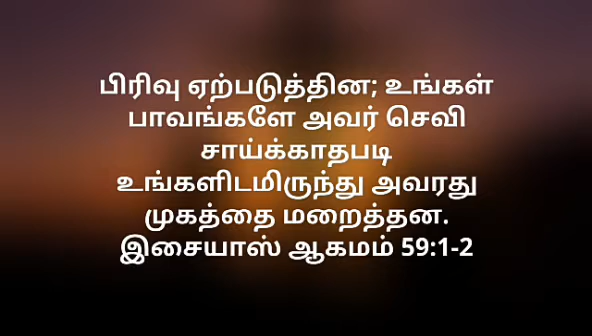 பிரிவு ஏற்படுத்தின; உங்கள்
பாவங்களே அவர் செவி
சாய்க்காதபடி
உங்களிடமிருந்து அவரது
முகத்தை மறைத்தன.
இசையாஸ் ஆகமம் 59:1-2